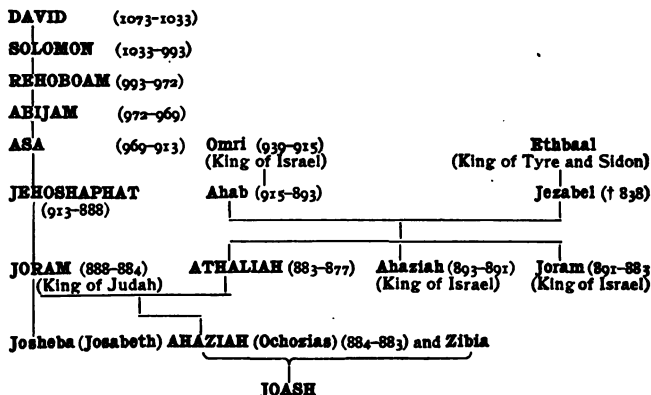 DAVID (1073–1033)
SOLOMON (1033–993)
REHOBOAM (993–972)
ABIJAM (972–969)
ASA (969–913) Omri (939–915) Ethbaal
(King of Israel) (King of Tyre and Sidon)
JEHOSHAPHAT Ahab (915–893) Jezabel († 838)
(913–888)
JORAM (888–884) ATHALIAH (883–877) Ahaziah (893–891) Joram (891–883
(King of Judah) (King of Israel) (King of Israel)
Josheba (Josabeth) AHAZIAH (Ochozias) (884–883) and Zibia
JOASH